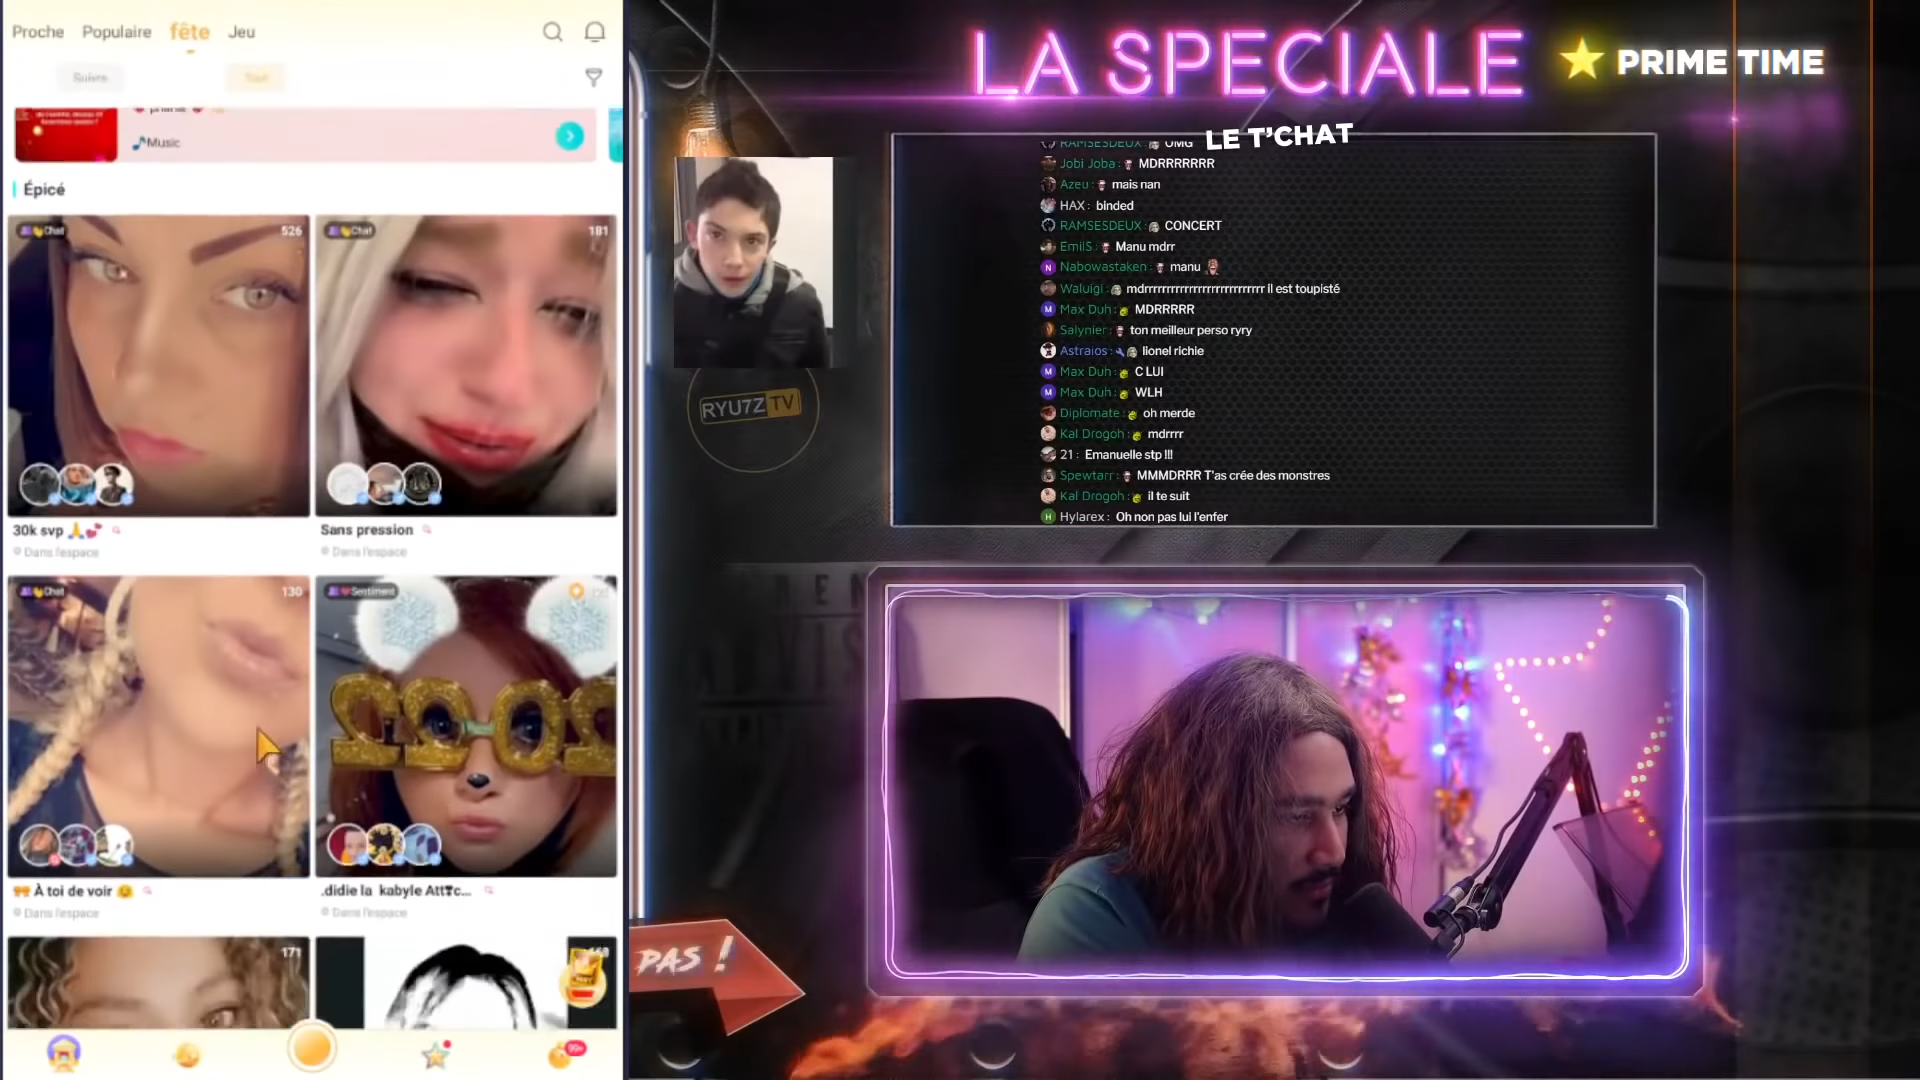 Proche Populaire fête Jeu
Suivre Tout
Music
Épicé
Chat 526
Chat 181
30k svp
Dans l'espace
Sans pression
Dans l'espace
Chat 130
Sentiment
À toi de voir
Dans l'espace
.didie la kabyle Att❣c...
Dans l'espace
171
99+
LA SPECIALE
PRIME TIME
LE T'CHAT
RAMSESDEUX : OMG
Jobi Joba : MDRRRRRRR
Azeu : mais nan
HAX : binded
RAMSESDEUX : CONCERT
EmilS : Manu mdrr
Nabowastaken : manu
Waluigi : mdrrrrrrrrrrrrrrrrrrrrrrrrrr il est toupisté
Max Duh : MDRRRRR
Salynier : ton meilleur perso ryry
Astraios : lionel richie
Max Duh : C LUI
Max Duh : WLH
Diplomate : oh merde
Kal Drogoh : mdrrrr
21 : Emanuelle stp !!!
Spewtarr : MMMDRRR T'as crée des monstres
Kal Drogoh : il te suit
Hylarex : Oh non pas lui l'enfer
RYU7Z TV
PAS !